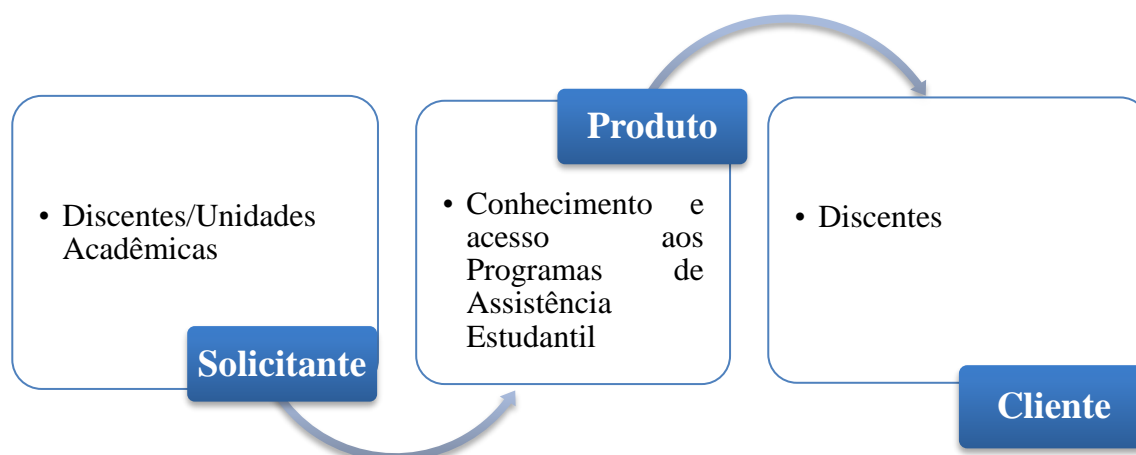 • Discentes/Unidades
Acadêmicas
Solicitante
Produto
• Conhecimento e
acesso aos
Programas de
Assistência
Estudantil
• Discentes
Cliente